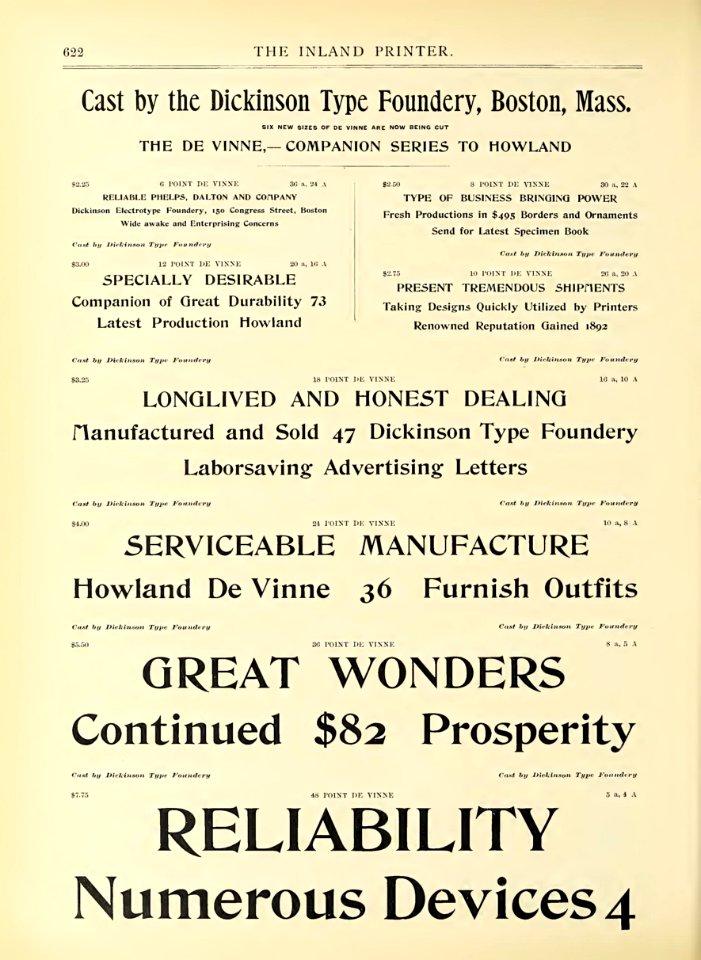 622
THE INLAND PRINTER.
Cast by the Dickinson Type Foundery, Boston, Mass.
SIX NEW SIZES OF DE VINNE ARE NOW BEING CUT
THE DE VINNE,— COMPANION SERIES TO HOWLAND
$2.25 6 POINT DE VINNE 36 a, 24 A
RELIABLE PHELPS, DALTON AND COMPANY
Dickinson Electrotype Foundery, 150 Congress Street, Boston
Wide awake and Enterprising Concerns
Cast by Dickinson Type Foundery
$3.00 12 POINT DE VINNE 20 a, 16 A
SPECIALLY DESIRABLE
Companion of Great Durability 73
Latest Production Howland
Cast by Dickinson Type Foundery
$2.50 8 POINT DE VINNE 30 a, 22 A
TYPE OF BUSINESS BRINGING POWER
Fresh Productions in $495 Borders and Ornaments
Send for Latest Specimen Book
Cast by Dickinson Type Foundery
$2.75 10 POINT DE VINNE 26 a, 20 A
PRESENT TREMENDOUS SHIPMENTS
Taking Designs Quickly Utilized by Printers
Renowned Reputation Gained 1892
Cast by Dickinson Type Foundery
$3.25 18 POINT DE VINNE 16 a, 10 A
LONGLIVED AND HONEST DEALING
Manufactured and Sold 47 Dickinson Type Foundery
Laborsaving Advertising Letters
Cast by Dickinson Type Foundery Cast by Dickinson Type Foundery
$4.00 24 POINT DE VINNE 10 a, 8 A
SERVICEABLE MANUFACTURE
Howland De Vinne 36 Furnish Outfits
Cast by Dickinson Type Foundery Cast by Dickinson Type Foundery
$5.50 36 POINT DE VINNE 8 a, 5 A
GREAT WONDERS
Continued $82 Prosperity
Cast by Dickinson Type Foundery Cast by Dickinson Type Foundery
$7.75 48 POINT DE VINNE 5 a, 4 A
RELIABILITY
Numerous Devices 4